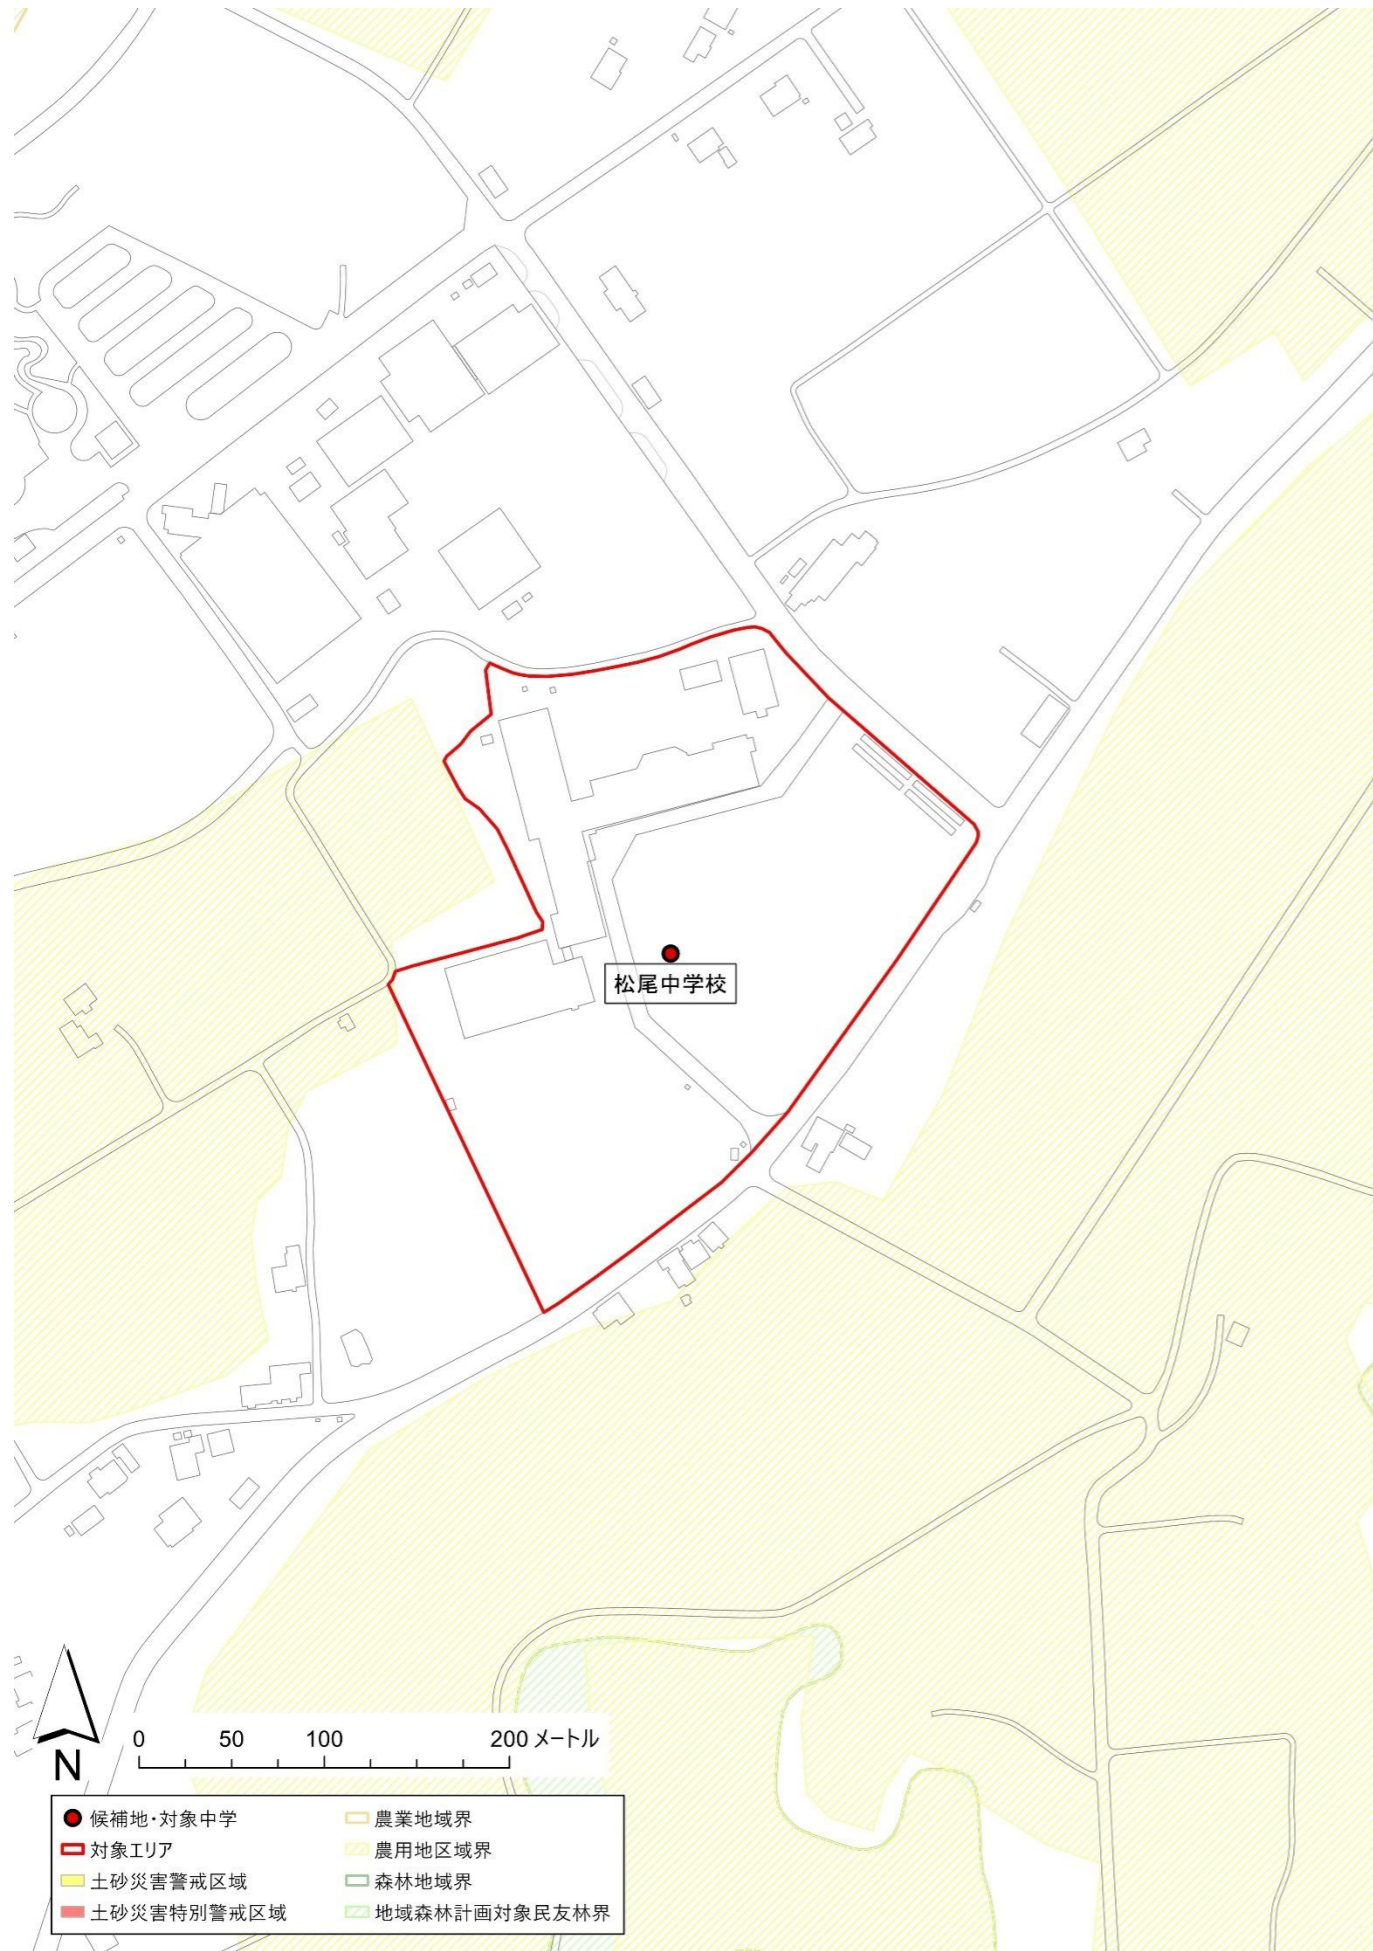 松尾中学校
N
0 50 100 200 メートル
候補地・対象中学
対象エリア
土砂災害警戒区域
土砂災害特別警戒区域
農業地域界
農用地区域界
森林地域界
地域森林計画対象民友林界